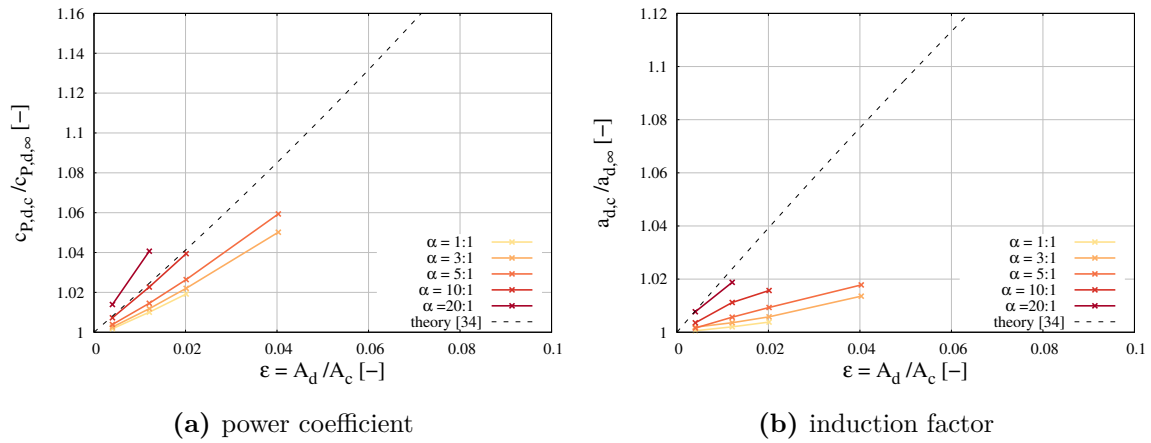 1.16
1.14
1.12
1.1
1.08
1.06
1.04
1.02
1
0
0.02
0.04
0.06
0.08
0.1
c_{P,d,c} /c_{P,d,∞} [-]
ε = A_d /A_c [-]
α = 1:1
α = 3:1
α = 5:1
α = 10:1
α =20:1
theory [34]
(a) power coefficient
1.12
1.1
1.08
1.06
1.04
1.02
1
0
0.02
0.04
0.06
0.08
0.1
a_{d,c} /a_{d,∞} [-]
ε = A_d /A_c [-]
α = 1:1
α = 3:1
α = 5:1
α = 10:1
α =20:1
theory [34]
(b) induction factor